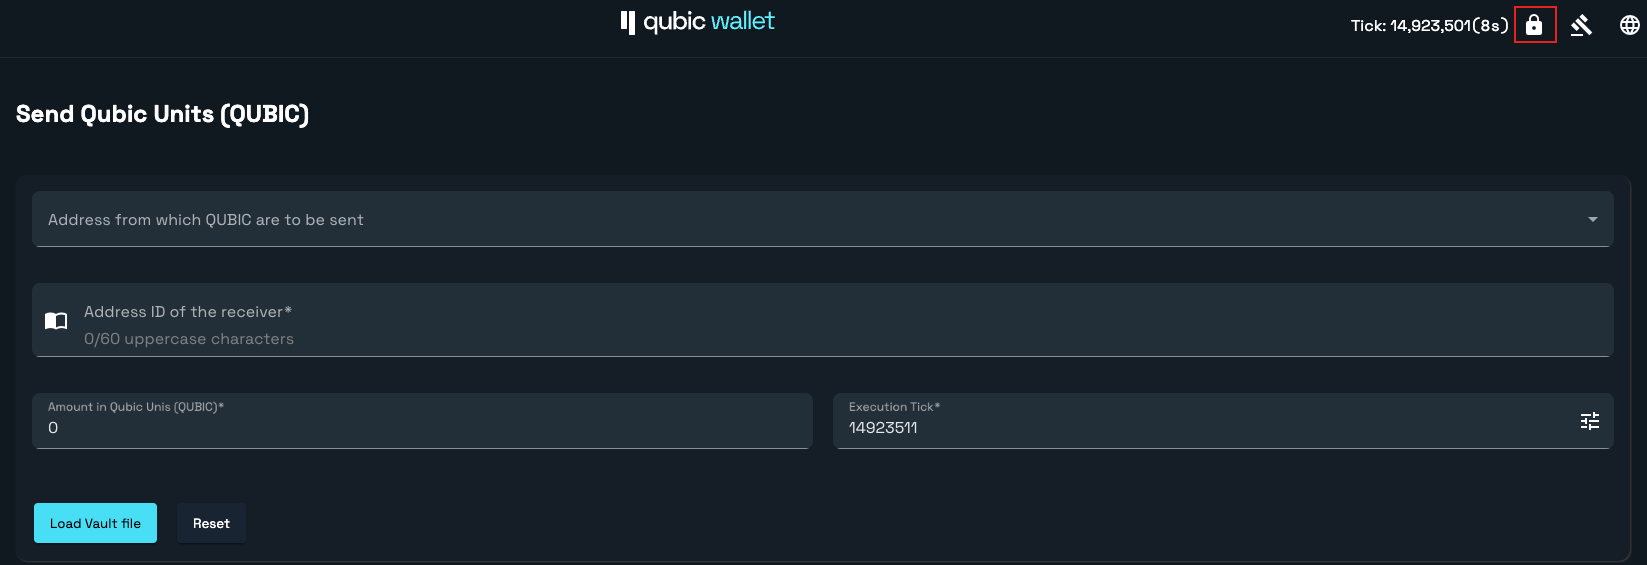 qubic wallet
Tick: 14,923,501(8s)
Send Qubic Units (QUBIC)
Address from which QUBIC are to be sent
Address ID of the receiver*
0/60 uppercase characters
Amount in Qubic Unis (QUBIC)*
0
Execution Tick*
14923511
Load Vault file
Reset